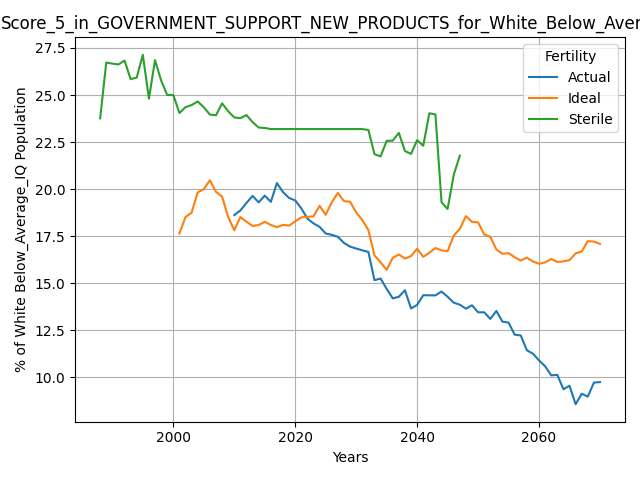 Score_5_in_GOVERNMENT_SUPPORT_NEW_PRODUCTS_for_White_Below_Aver
27.5
25.0
22.5
20.0
17.5
15.0
12.5
10.0
% of White Below_Average_IQ Population
Fertility
Actual
Ideal
Sterile
2000
2020
2040
2060
Years